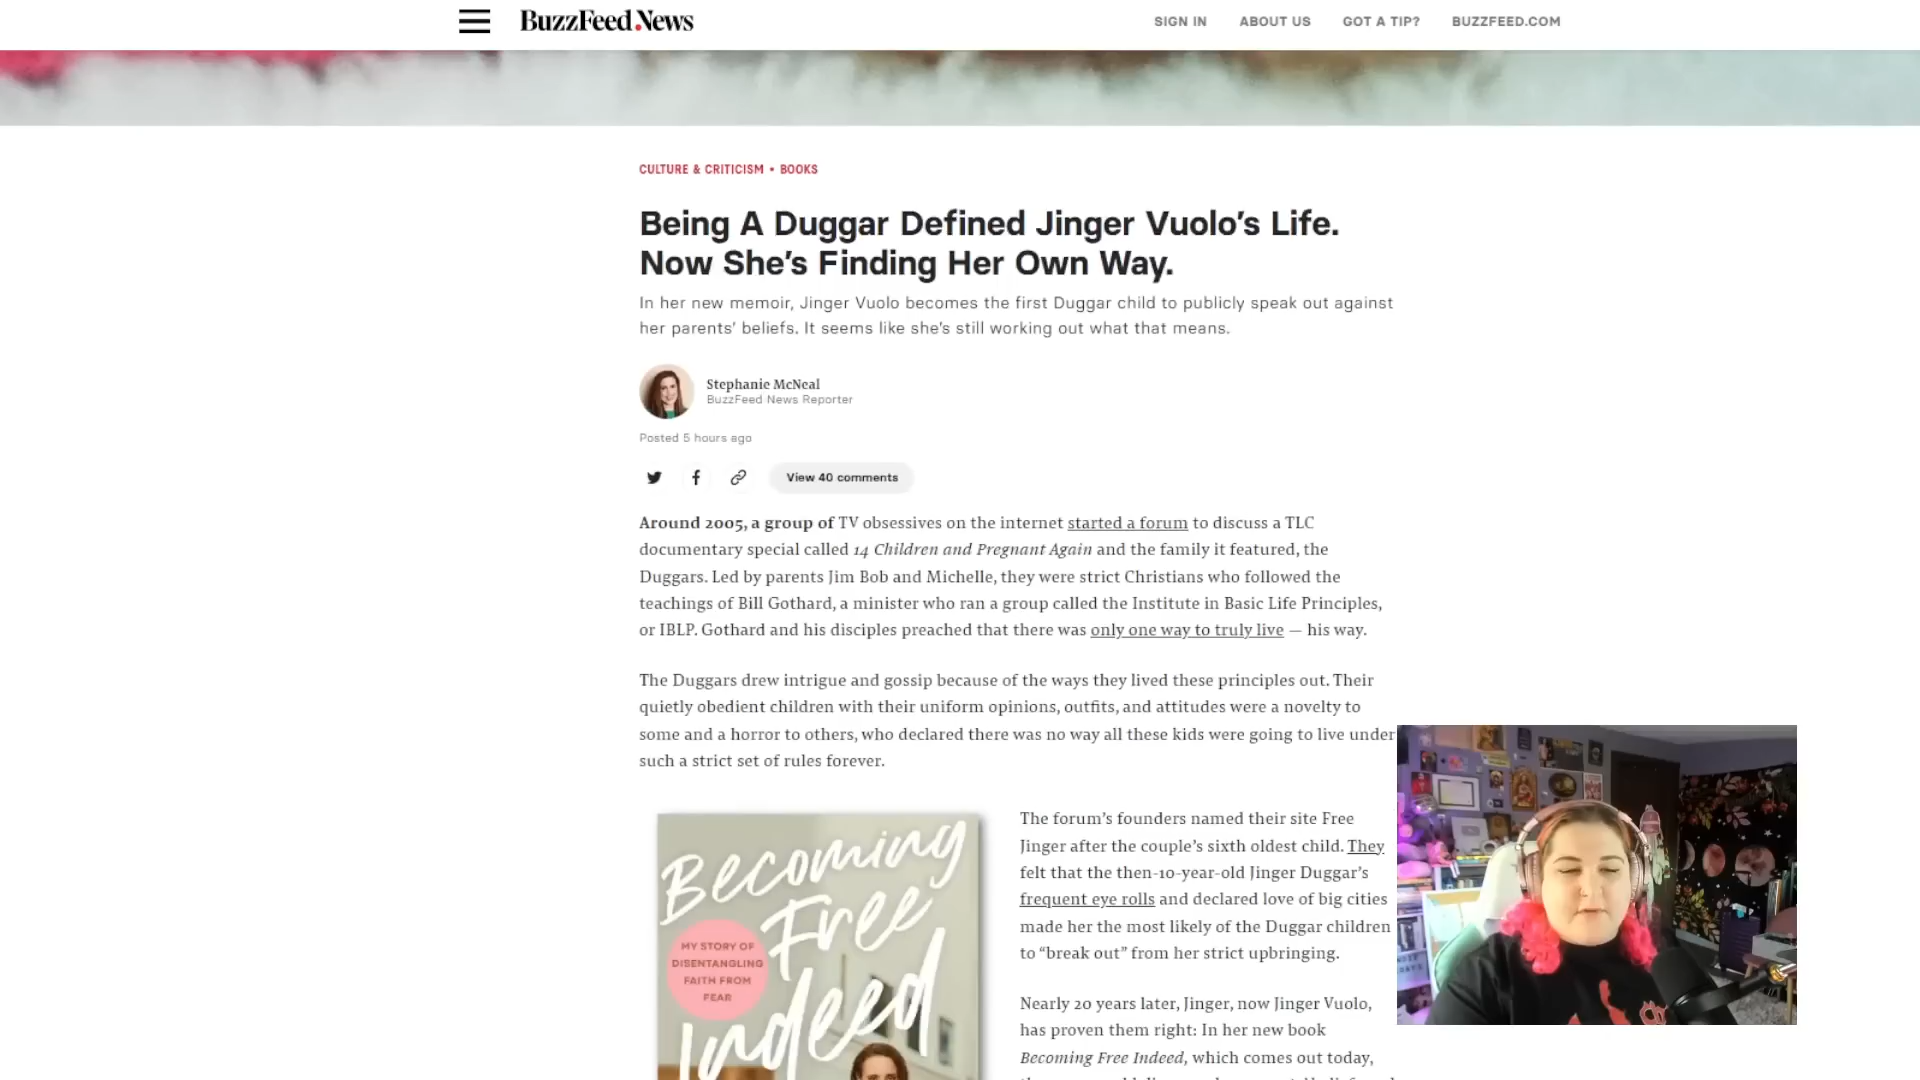 BuzzFeed News
SIGN IN
ABOUT US
GOT A TIP?
BUZZFEED.COM
CULTURE & CRITICISM • BOOKS
Being A Duggar Defined Jinger Vuolo's Life.
Now She's Finding Her Own Way.
In her new memoir, Jinger Vuolo becomes the first Duggar child to publicly speak out against
her parents' beliefs. It seems like she's still working out what that means.
Stephanie McNeal
BuzzFeed News Reporter
Posted 5 hours ago
View 40 comments
Around 2005, a group of TV obsessives on the internet started a forum to discuss a TLC
documentary special called 14 Children and Pregnant Again and the family it featured, the
Duggars. Led by parents Jim Bob and Michelle, they were strict Christians who followed the
teachings of Bill Gothard, a minister who ran a group called the Institute in Basic Life Principles,
or IBLP. Gothard and his disciples preached that there was only one way to truly live — his way.
The Duggars drew intrigue and gossip because of the ways they lived these principles out. Their
quietly obedient children with their uniform opinions, outfits, and attitudes were a novelty to
some and a horror to others, who declared there was no way all these kids were going to live under
such a strict set of rules forever.
Becoming
Free
Indeed
MY STORY OF
DISENTANGLING
FAITH FROM
FEAR
The forum's founders named their site Free
Jinger after the couple's sixth oldest child. They
felt that the then-10-year-old Jinger Duggar's
frequent eye rolls and declared love of big cities
made her the most likely of the Duggar children
to “break out” from her strict upbringing.
Nearly 20 years later, Jinger, now Jinger Vuolo,
has proven them right: In her new book
Becoming Free Indeed, which comes out today,